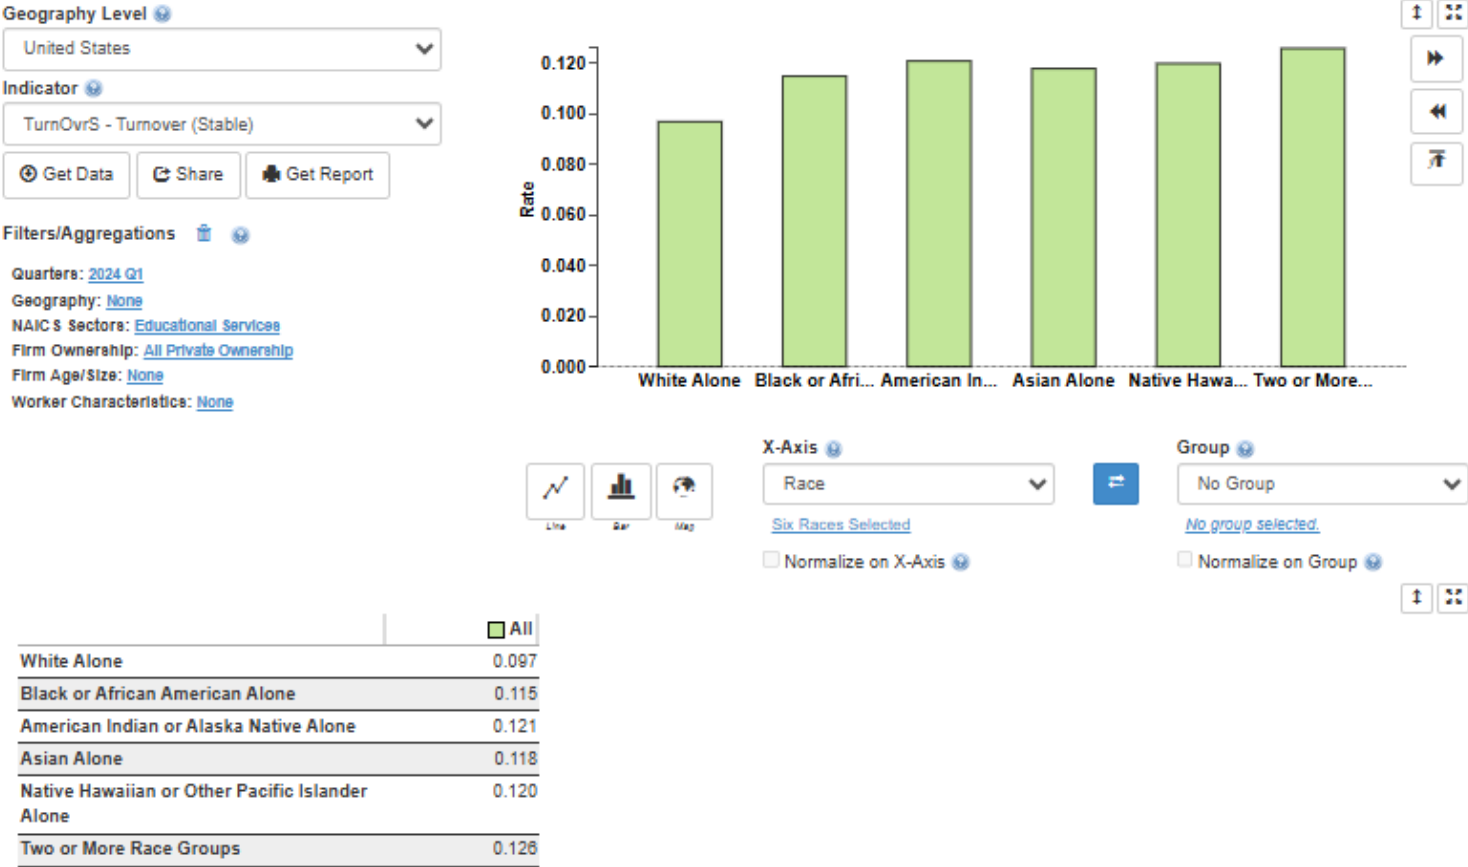 Geography Level
United States
Indicator
TurnOvrS - Turnover (Stable)
Get Data
Share
Get Report
Filters/Aggregations
Quarters: 2024 Q1
Geography: None
NAICS Sectors: Educational Services
Firm Ownership: All Private Ownership
Firm Age/Size: None
Worker Characteristics: None
Rate
0.120
0.100
0.080
0.060
0.040
0.020
0.000
White Alone
Black or Afri...
American In...
Asian Alone
Native Hawa...
Two or More...
Line
Bar
Map
X-Axis
Race
Six Races Selected
Normalize on X-Axis
Group
No Group
No group selected.
Normalize on Group
All
White Alone 0.097
Black or African American Alone 0.115
American Indian or Alaska Native Alone 0.121
Asian Alone 0.118
Native Hawaiian or Other Pacific Islander 0.120
Alone
Two or More Race Groups 0.126